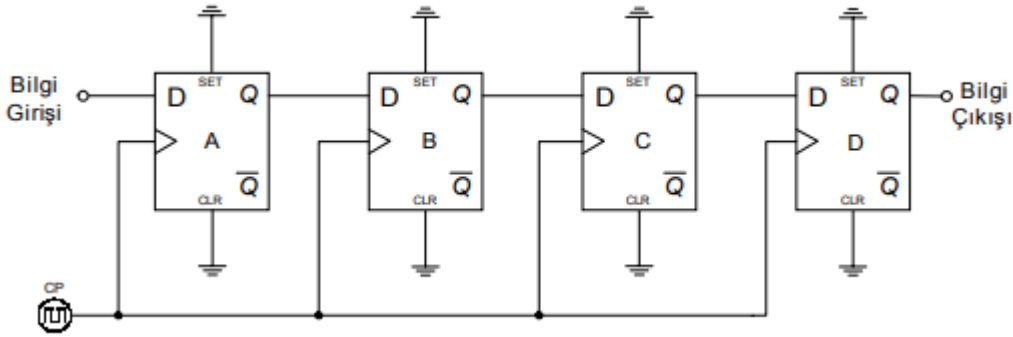 Bilgi
Girişi
SET
D Q
A
Q
CLR
SET
D Q
B
Q
CLR
SET
D Q
C
Q
CLR
SET
D Q
D
Q
CLR
Bilgi
Çıkışı
CP